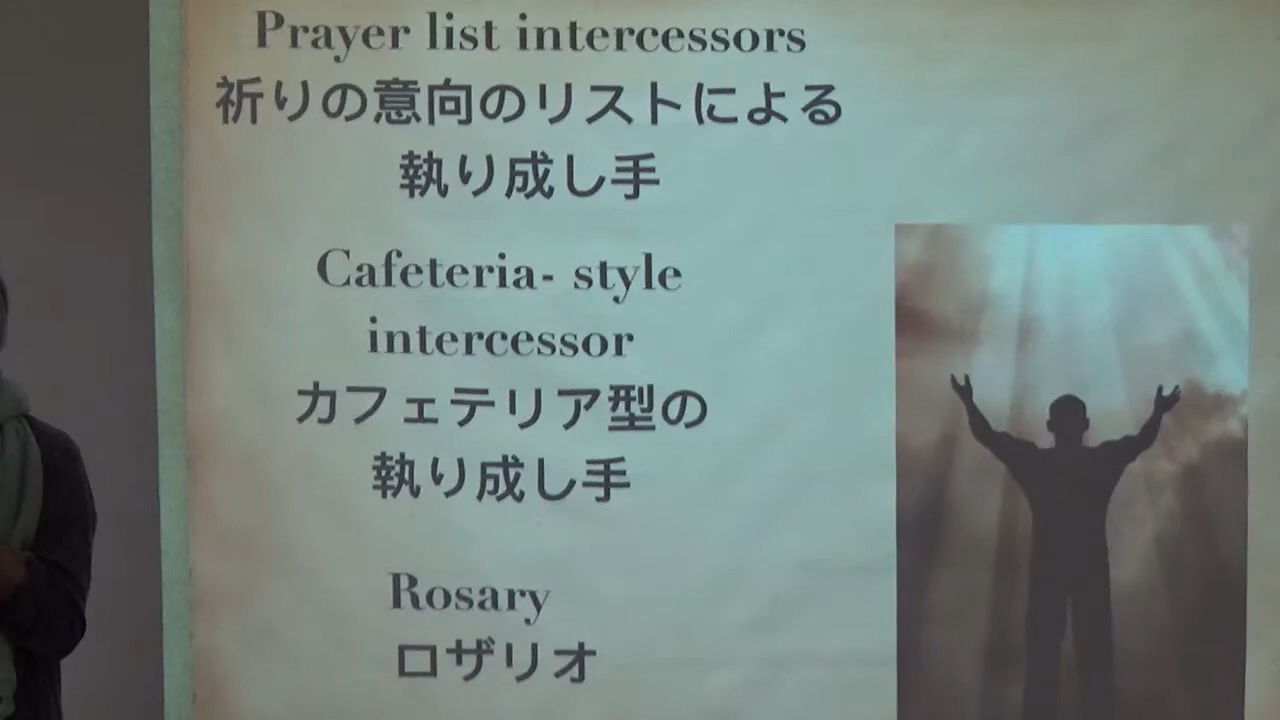 Prayer list intercessors
祈りの意向のリストによる
執り成し手
Cafeteria- style
intercessor
カフェテリア型の
執り成し手
Rosary
ロザリオ